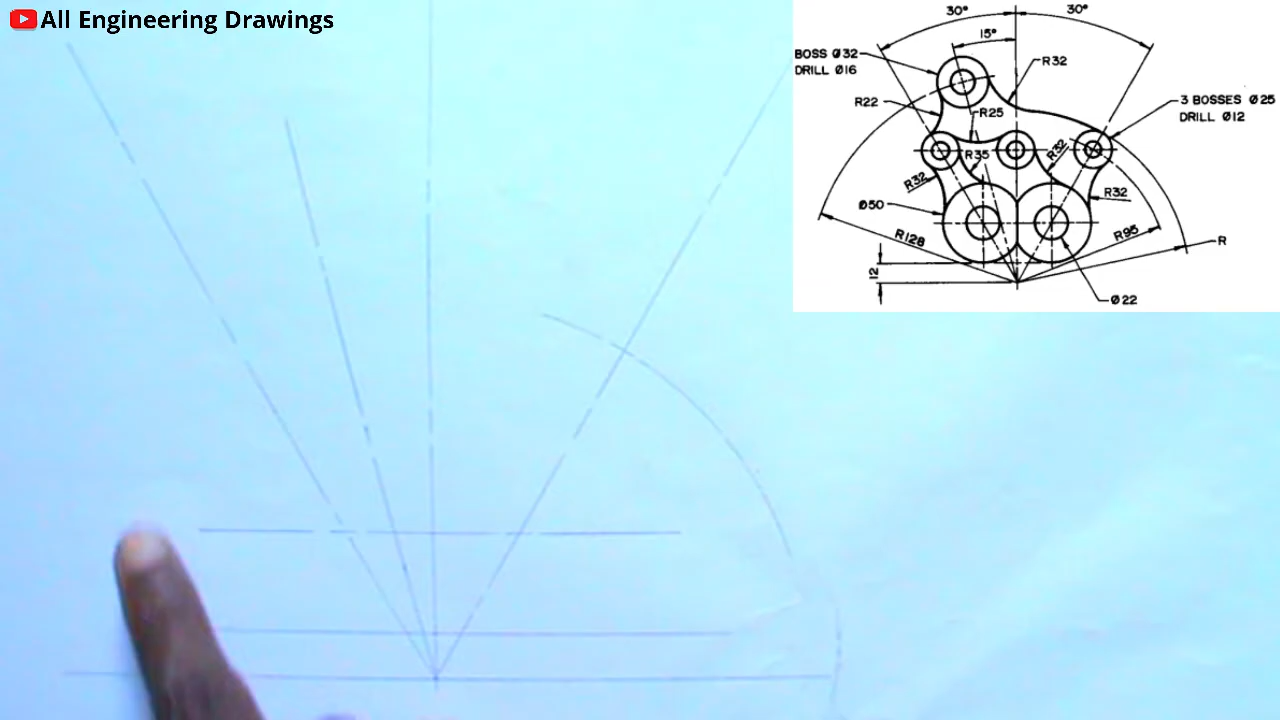 All Engineering Drawings
30° 30°
15°
BOSS Ø32
DRILL Ø16
R32
R22
R25
3 BOSSES Ø25
DRILL Ø12
R35
R32
R32
R32
Ø50
R128
R95
R
12
Ø22